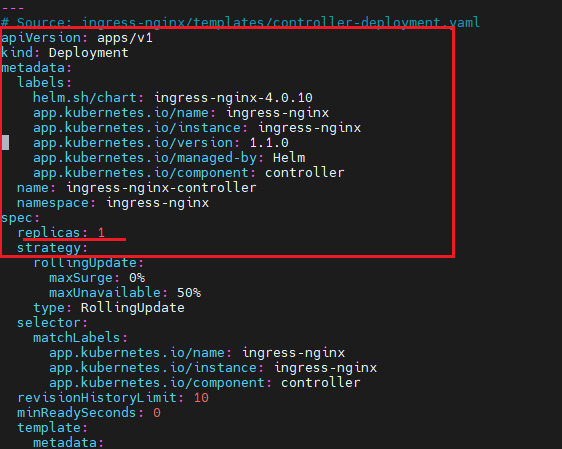 ---
# Source: ingress-nginx/templates/controller-deployment.yaml
apiVersion: apps/v1
kind: Deployment
metadata:
  labels:
    helm.sh/chart: ingress-nginx-4.0.10
    app.kubernetes.io/name: ingress-nginx
    app.kubernetes.io/instance: ingress-nginx
    app.kubernetes.io/version: 1.1.0
    app.kubernetes.io/managed-by: Helm
    app.kubernetes.io/component: controller
  name: ingress-nginx-controller
  namespace: ingress-nginx
spec:
  replicas: 1
  strategy:
    rollingUpdate:
      maxSurge: 0%
      maxUnavailable: 50%
    type: RollingUpdate
  selector:
    matchLabels:
      app.kubernetes.io/name: ingress-nginx
      app.kubernetes.io/instance: ingress-nginx
      app.kubernetes.io/component: controller
  revisionHistoryLimit: 10
  minReadySeconds: 0
  template:
    metadata: